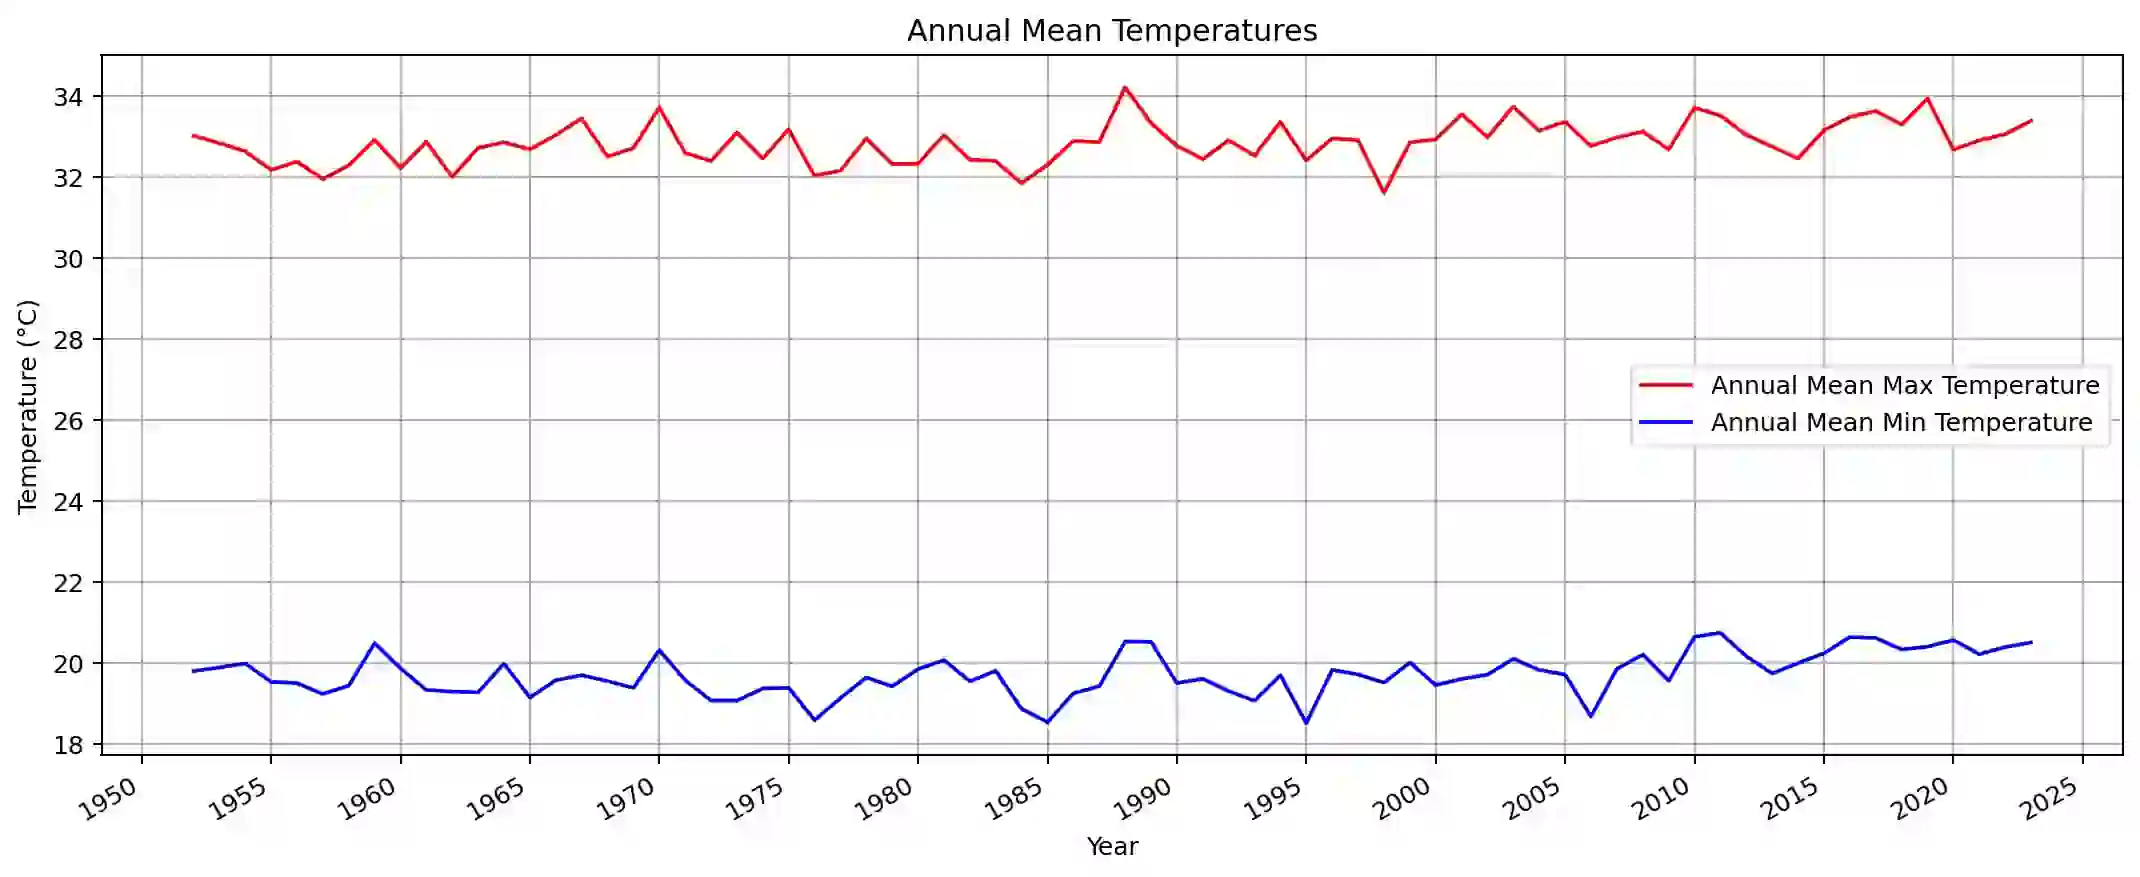 Annual Mean Temperatures
Temperature (°C)
34
32
30
28
26
24
22
20
18
Annual Mean Max Temperature
Annual Mean Min Temperature
1950 1955 1960 1965 1970 1975 1980 1985 1990 1995 2000 2005 2010 2015 2020 2025
Year